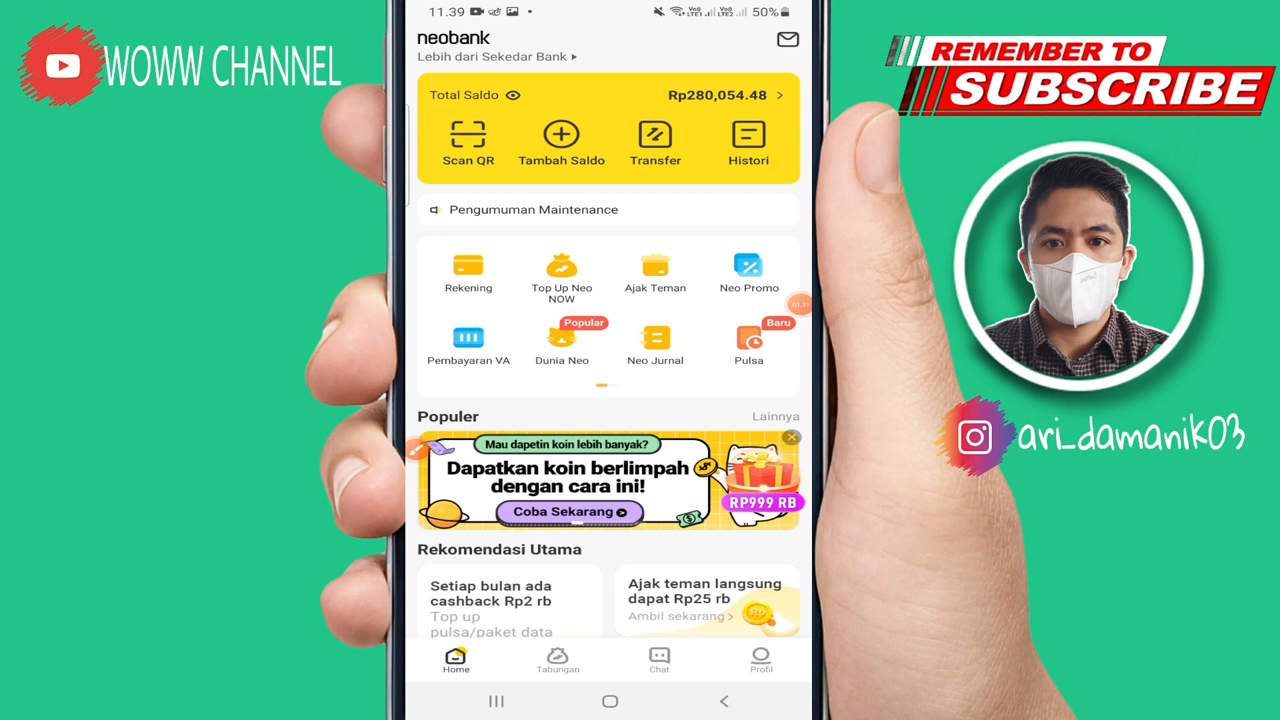 WOWW CHANNEL
11.39
50%
neobank
Lebih dari Sekedar Bank
Total Saldo
Rp280,054.48
Scan QR
Tambah Saldo
Transfer
Histori
Pengumuman Maintenance
Rekening
Top Up Neo
NOW
Ajak Teman
Neo Promo
01:31
Popular
Baru
Pembayaran VA
Dunia Neo
Neo Jurnal
Pulsa
Populer
Lainnya
Mau dapetin koin lebih banyak?
Dapatkan koin berlimpah
dengan cara ini!
Coba Sekarang
RP999 RB
Rekomendasi Utama
Setiap bulan ada
cashback Rp2 rb
Top up
pulsa/paket data
Ajak teman langsung
dapat Rp25 rb
Ambil sekarang
Rp
Home
Tabungan
Chat
Profil
REMEMBER TO
SUBSCRIBE
ari_damanik03